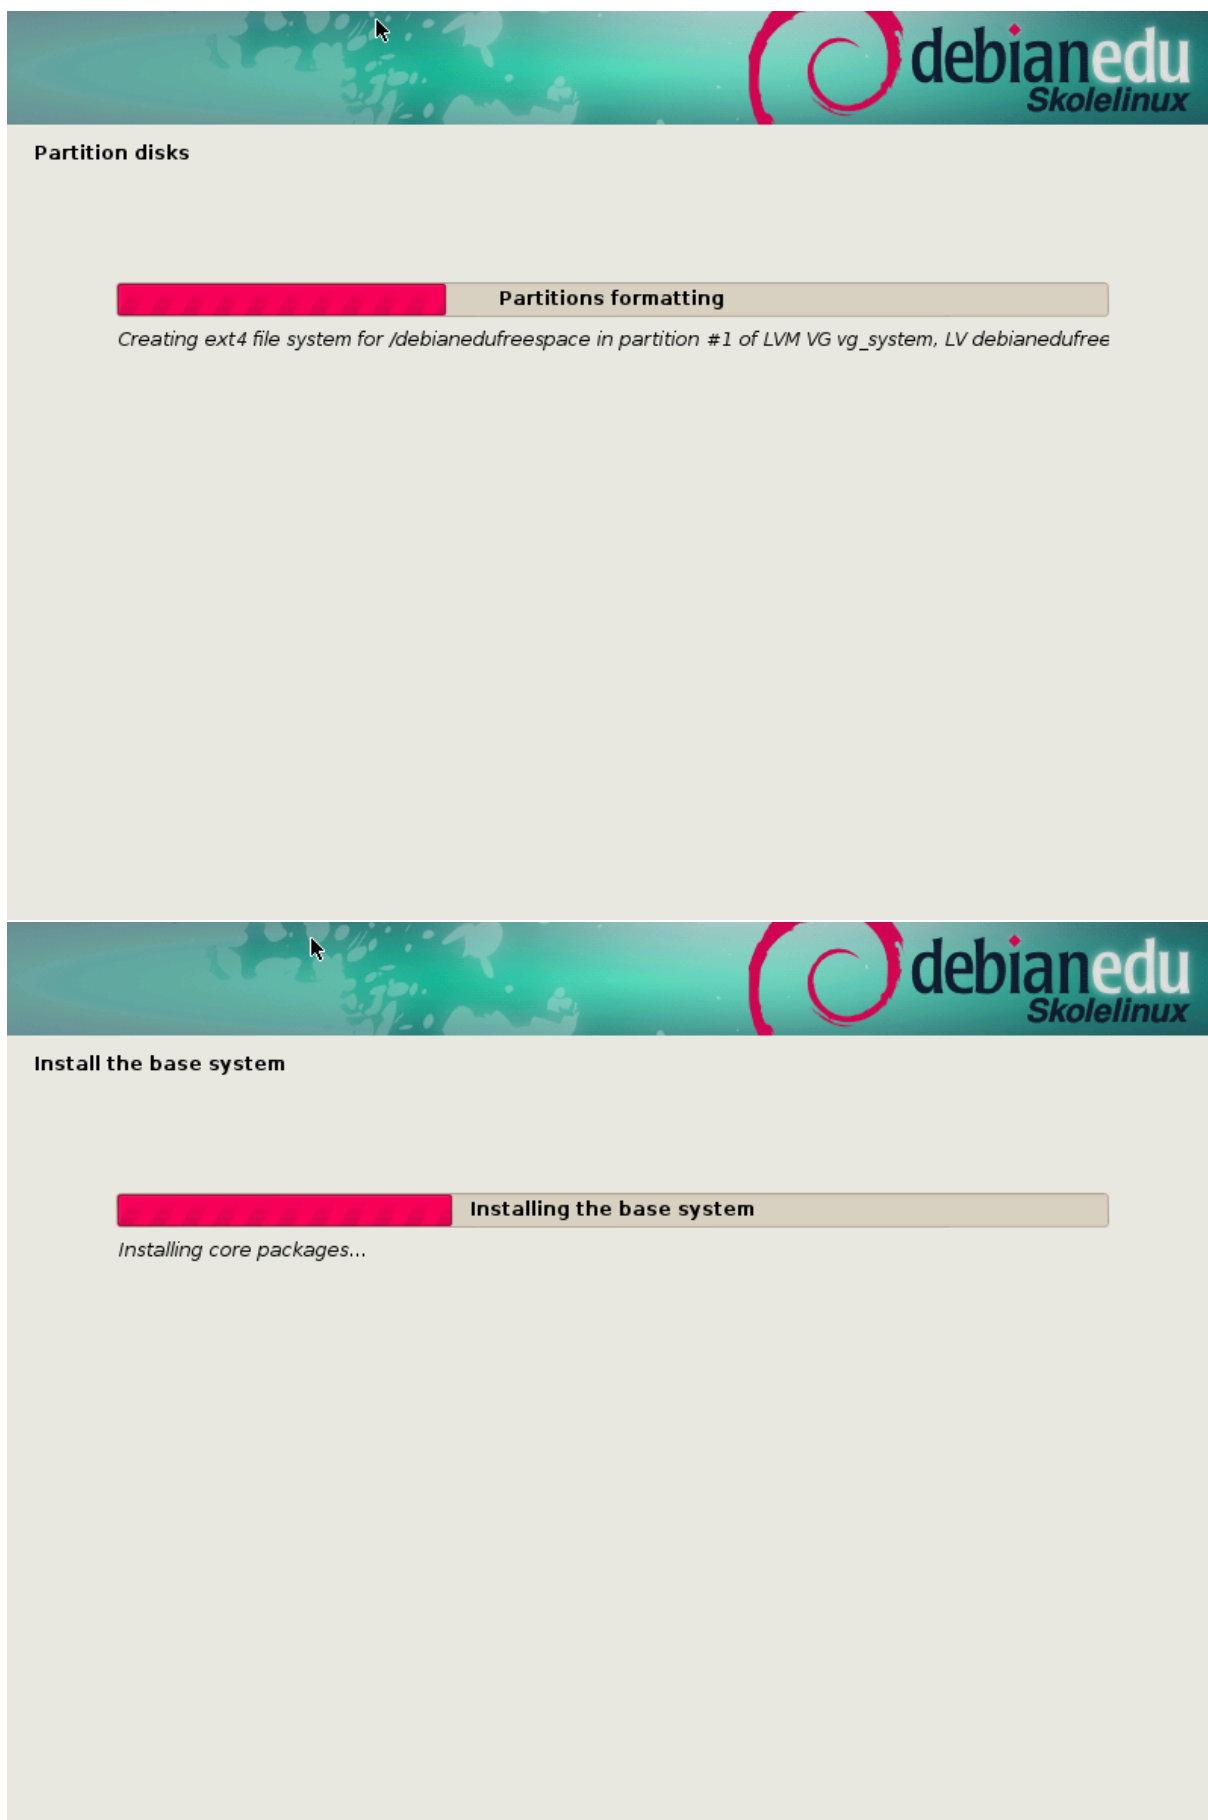 debianedu
Skolelinux
Partition disks
Partitions formatting
Creating ext4 file system for /debianedufreespace in partition #1 of LVM VG vg_system, LV debianedufree
debianedu
Skolelinux
Install the base system
Installing the base system
Installing core packages...